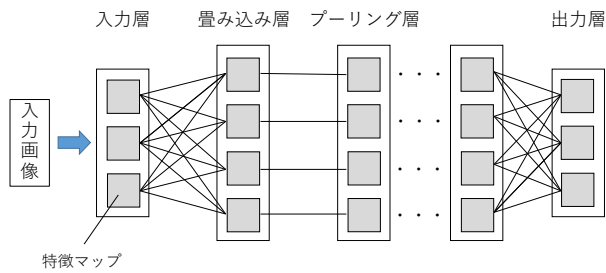 入力層
畳み込み層
プーリング層
出力層
入力画像
・・・
・・・
・・・
・・・
特徴マップ